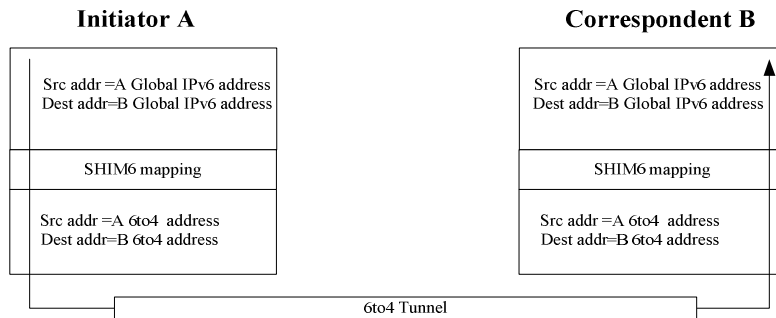 Initiator A
Correspondent B
Src addr =A Global IPv6 address
Dest addr=B Global IPv6 address
Src addr =A Global IPv6 address
Dest addr=B Global IPv6 address
SHIM6 mapping
SHIM6 mapping
Src addr =A 6to4 address
Dest addr=B 6to4 address
Src addr =A 6to4 address
Dest addr=B 6to4 address
6to4 Tunnel